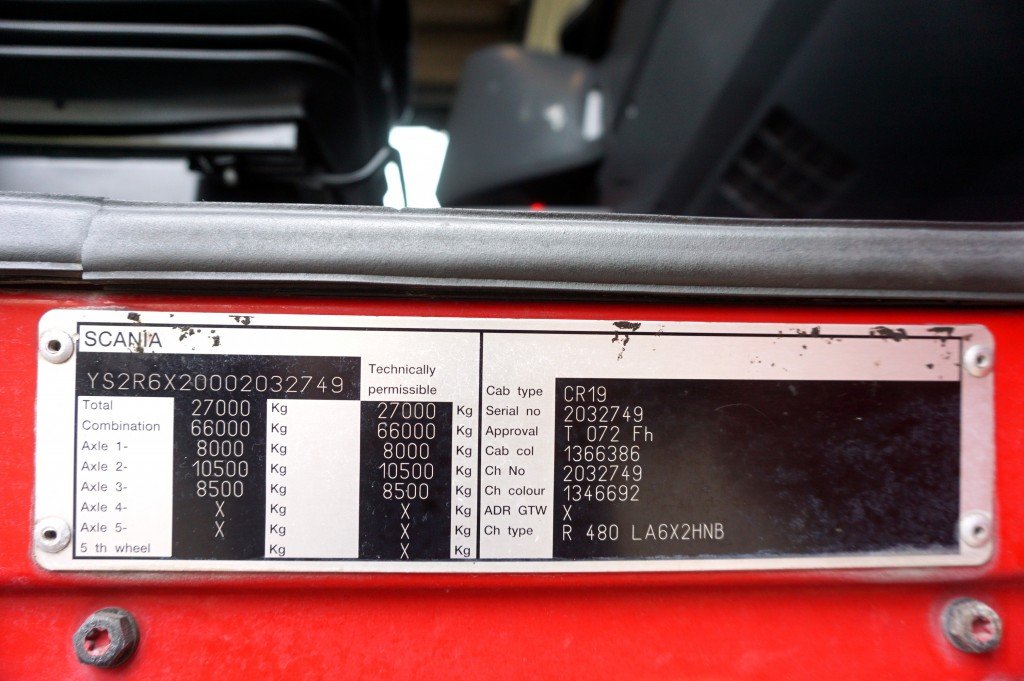 SCANIA
YS2R6X20002032749
Technically
permissible
Total 27000 Kg 27000 Kg
Combination 66000 Kg 66000 Kg
Axle 1- 8000 Kg 8000 Kg
Axle 2- 10500 Kg 10500 Kg
Axle 3- 8500 Kg 8500 Kg
Axle 4- X Kg X Kg
Axle 5- X Kg X Kg
5 th wheel Kg X Kg
Cab type CR19
Serial no 2032749
Approval T 072 Fh
Cab col 1366386
Ch No 2032749
Ch colour 1346692
ADR GTW X
Ch type R 480 LA6X2HNB